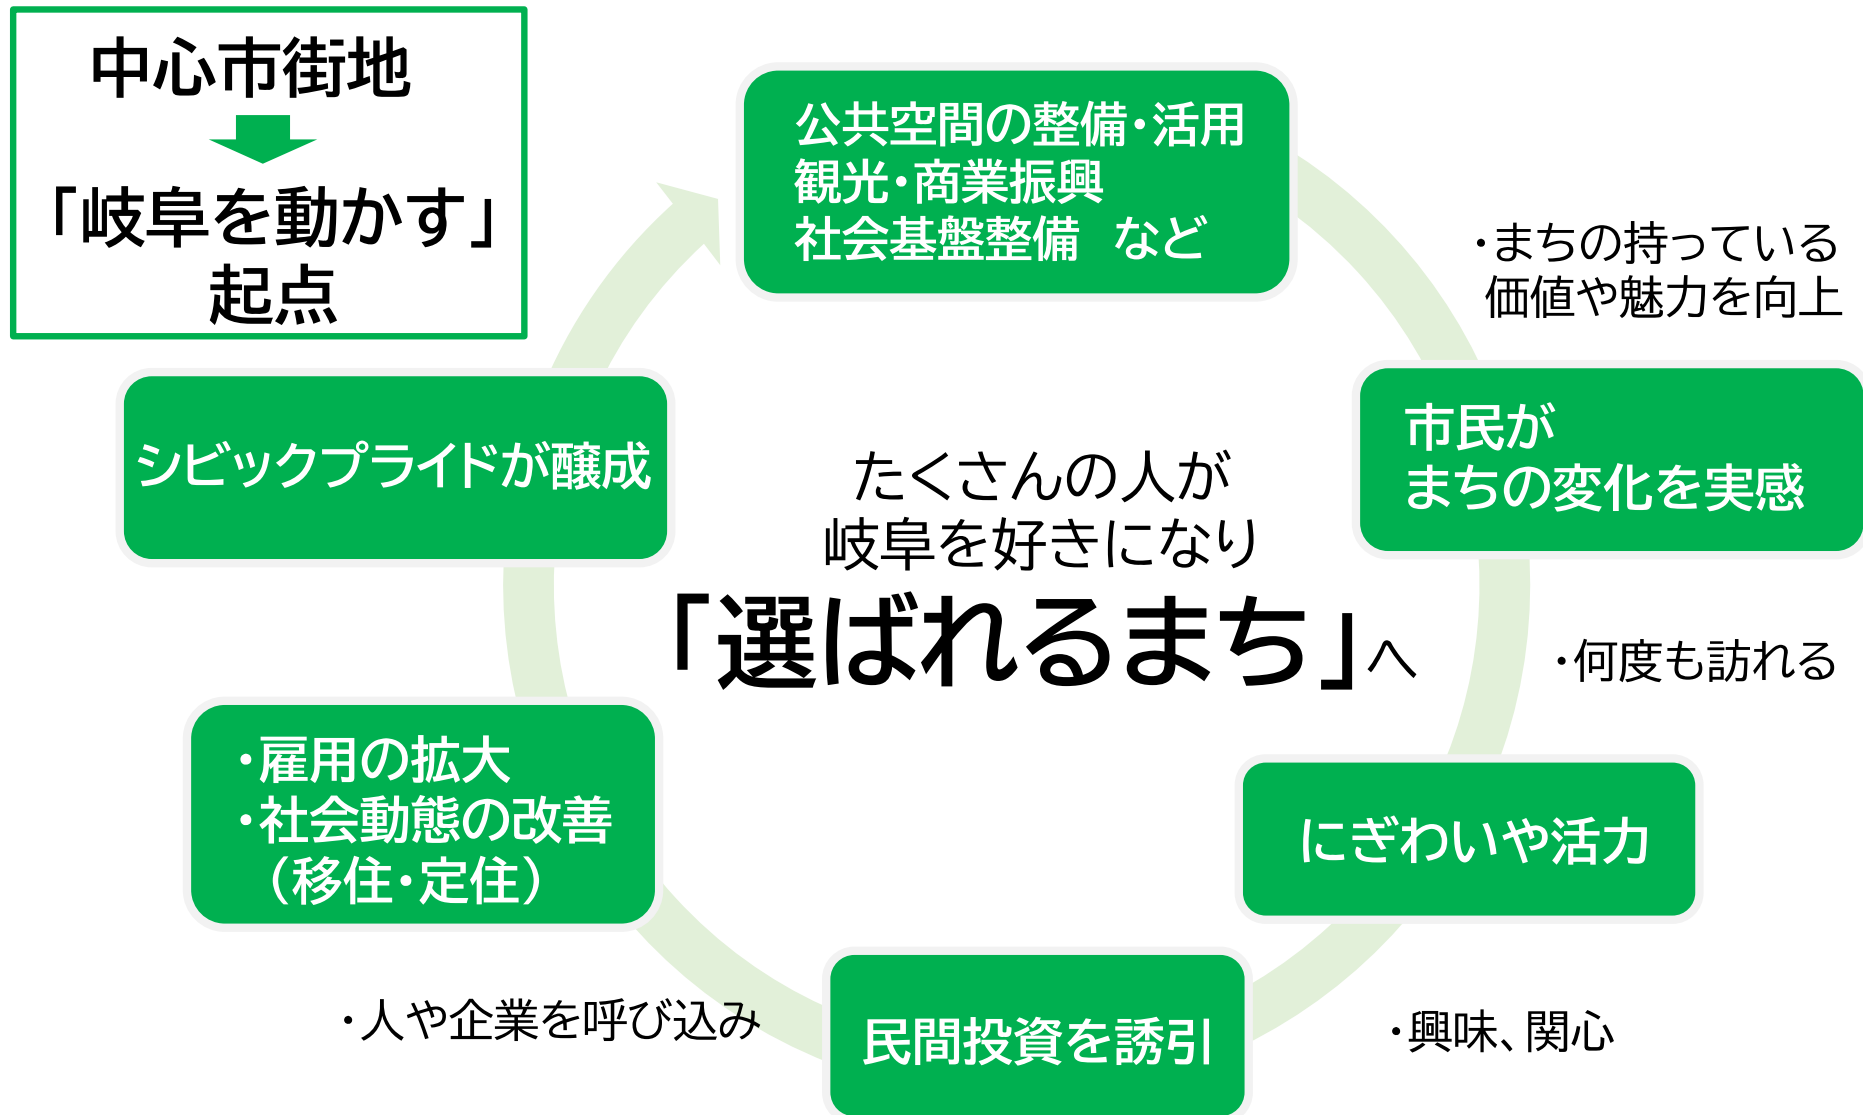 中心市街地
「岐阜を動かす」
起点
公共空間の整備・活用
観光・商業振興
社会基盤整備　など
・まちの持っている
価値や魅力を向上
市民が
まちの変化を実感
・何度も訪れる
にぎわいや活力
・興味、関心
民間投資を誘引
・人や企業を呼び込み
・雇用の拡大
・社会動態の改善
（移住・定住）
シビックプライドが醸成
たくさんの人が
岐阜を好きになり
「選ばれるまち」へ